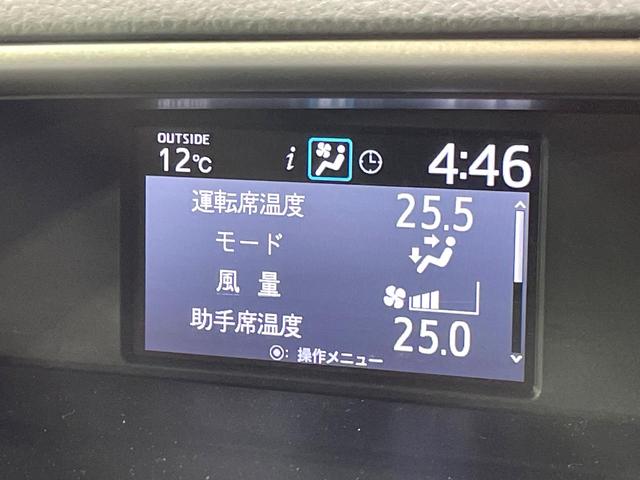 OUTSIDE
12℃ i 4:46
運転席温度 25.5
モード
風量
助手席温度 25.0
◉: 操作メニュー